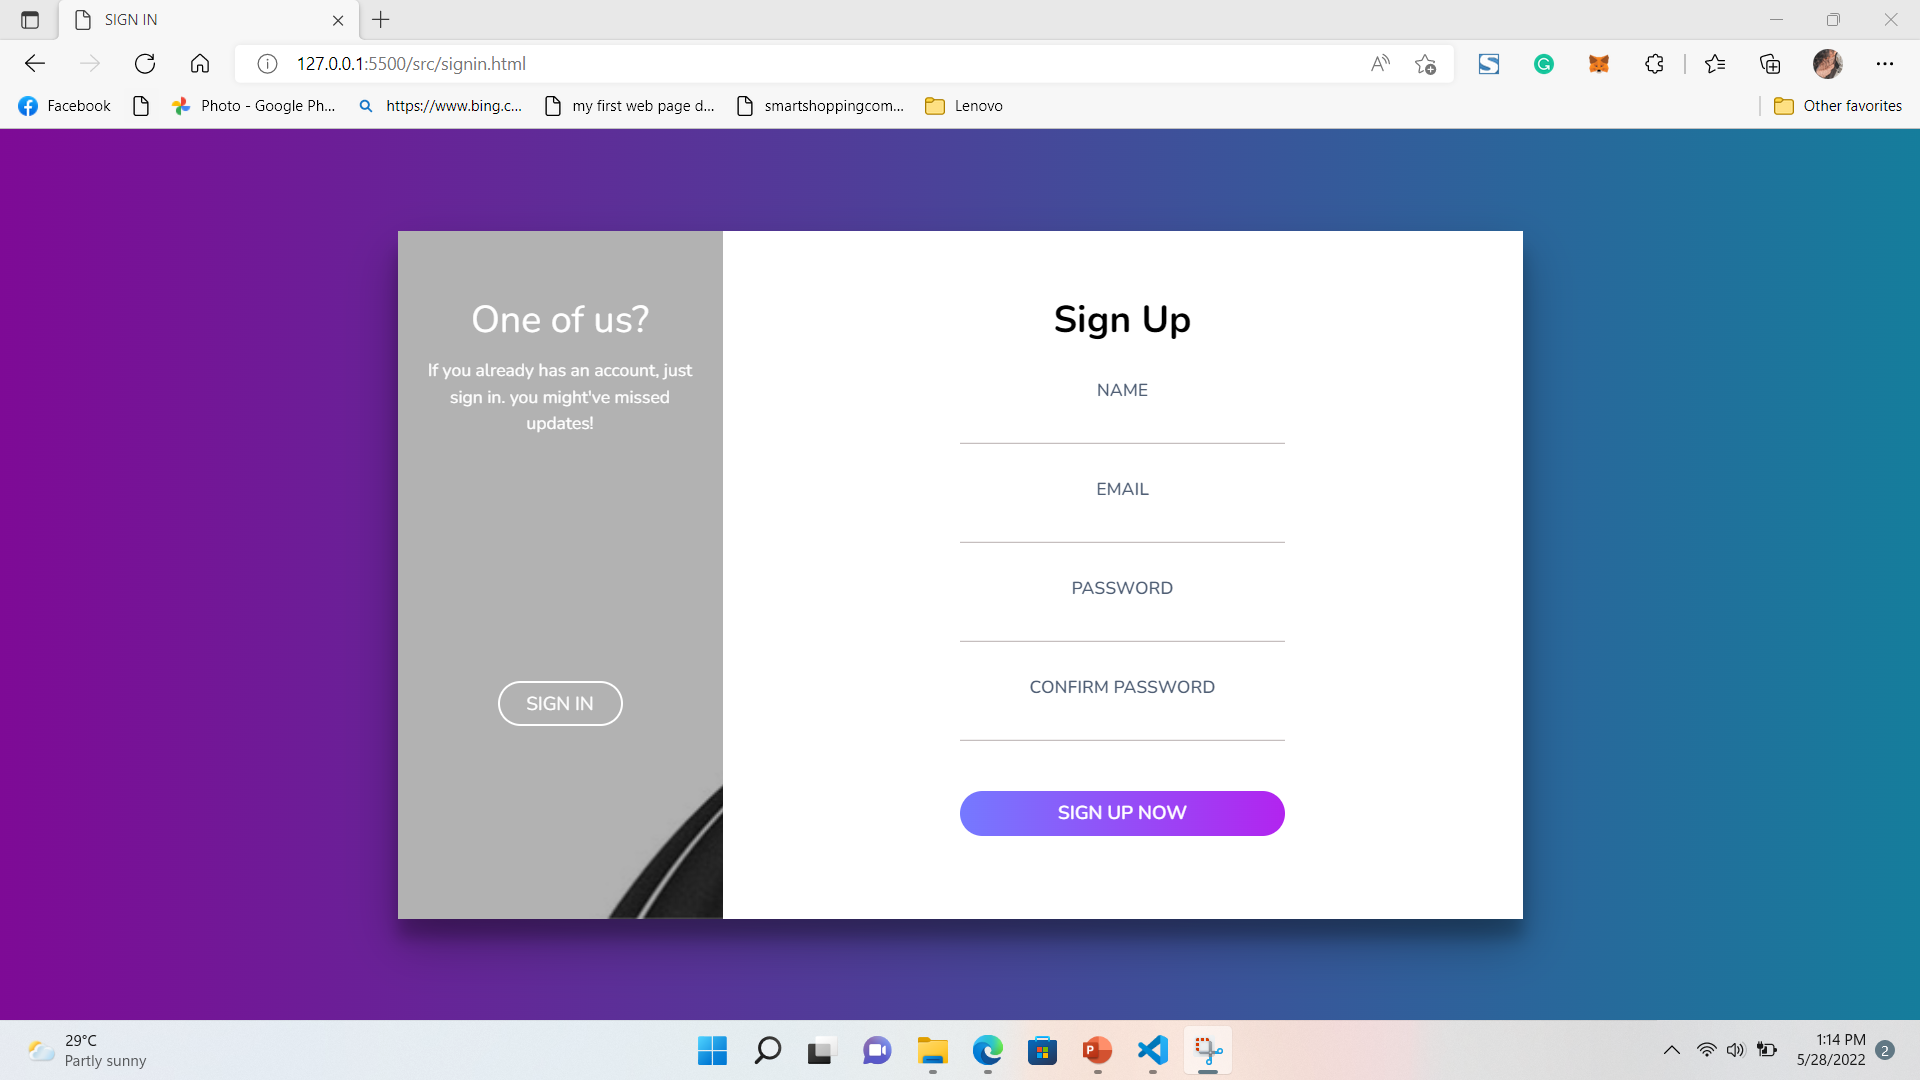 SIGN IN
127.0.0.1:5500/src/signin.html
Facebook
Photo - Google Ph...
https://www.bing.c...
my first web page d...
smartshoppingcom...
Lenovo
Other favorites
One of us?
If you already has an account, just
sign in. you might've missed
updates!
SIGN IN
Sign Up
NAME
EMAIL
PASSWORD
CONFIRM PASSWORD
SIGN UP NOW
29°C
Partly sunny
1:14 PM
5/28/2022
2